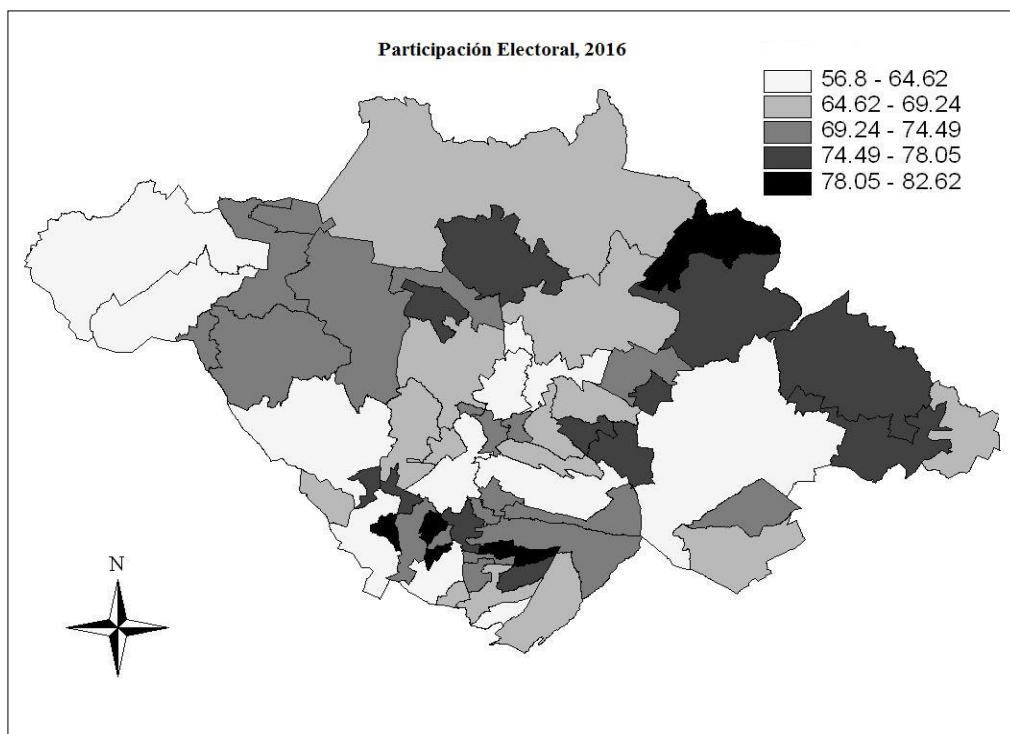 Participación Electoral, 2016
56.8 - 64.62
64.62 - 69.24
69.24 - 74.49
74.49 - 78.05
78.05 - 82.62
N